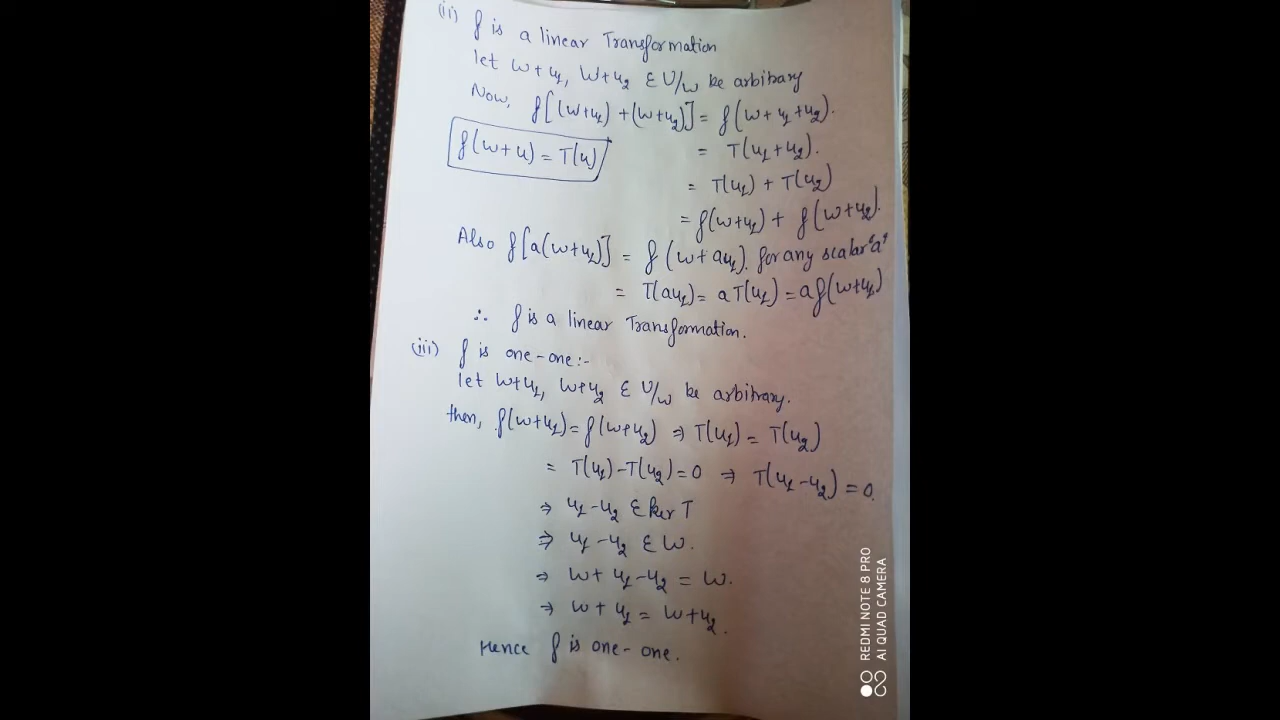 (ii) f is a linear Transformation
let W+u₁, W+u₂ ∈ U/W be arbitrary
Now, f[(W+u₁) + (W+u₂)] = f(W+u₁+u₂).
f(W+u) = T(u)
= T(u₁+u₂).
= T(u₁) + T(u₂)
= f(W+u₁) + f(W+u₂).
Also f[a(W+u₁)] = f(W+au₁). for any scalar 'a'
= T(au₁) = aT(u₁) = af(W+u₁)
∴ f is a linear Transformation.
(iii) f is one-one:-
let W+u₁, W+u₂ ∈ U/W be arbitrary.
then, f(W+u₁) = f(W+u₂) ⇒ T(u₁) = T(u₂)
= T(u₁)-T(u₂) = 0 ⇒ T(u₁-u₂) = 0.
⇒ u₁-u₂ ∈ ker T
⇒ u₁-u₂ ∈ W.
⇒ W+u₁-u₂ = W.
⇒ W+u₁ = W+u₂.
Hence f is one-one.
REDMI NOTE 8 PRO
AI QUAD CAMERA